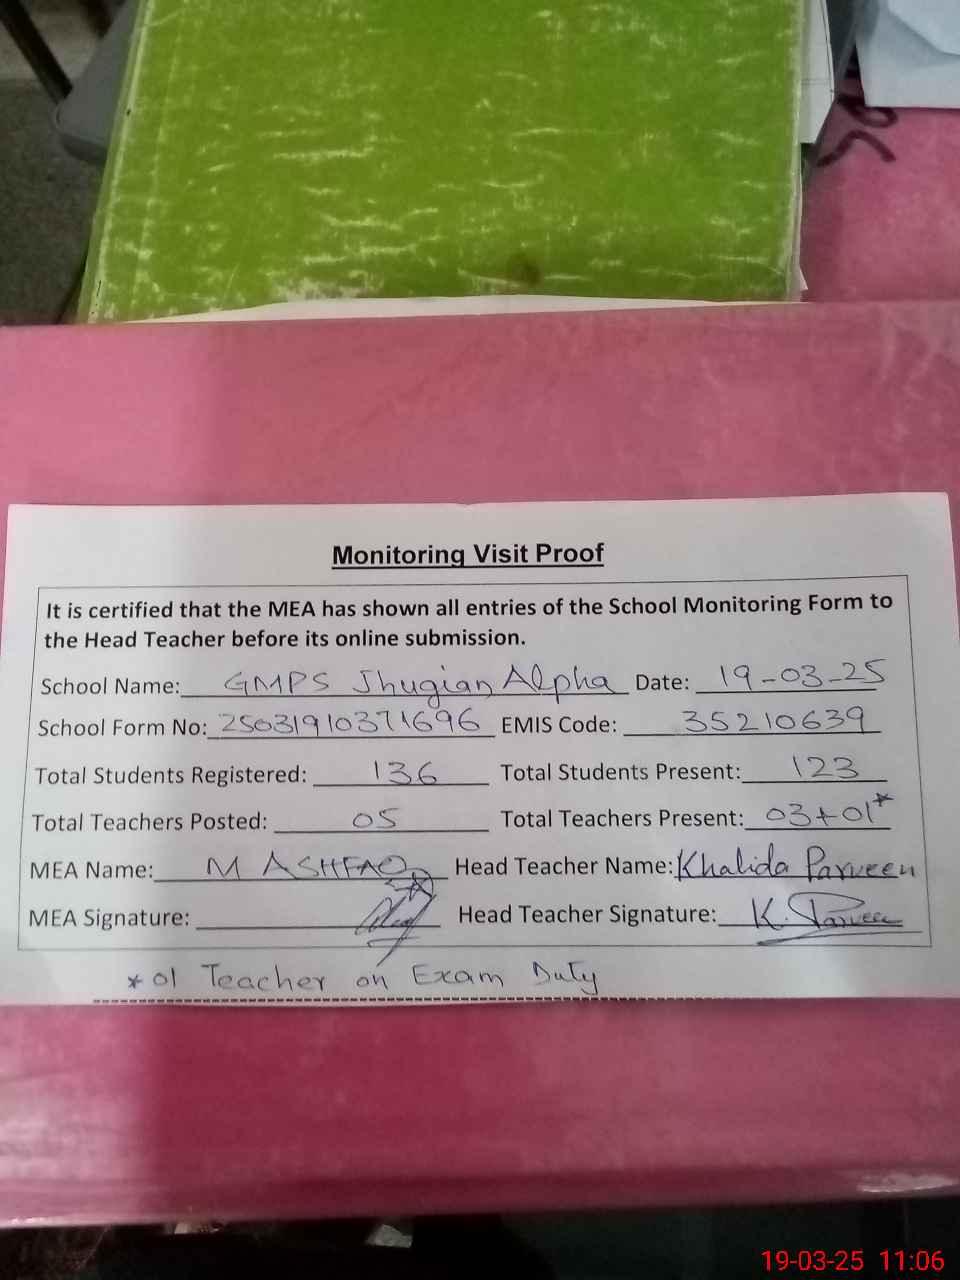 Monitoring Visit Proof
It is certified that the MEA has shown all entries of the School Monitoring Form to
the Head Teacher before its online submission.
School Name: GMPS Jhugian Alpha Date: 19-03-25
School Form No: 25031910371696 EMIS Code: 35210639
Total Students Registered: 136 Total Students Present: 123
Total Teachers Posted: 05 Total Teachers Present: 03+01*
MEA Name: M ASHFAQ Head Teacher Name: Khalida Parveen
MEA Signature: Head Teacher Signature: K. Parveen
*01 Teacher on Exam Duty
19-03-25 11:06